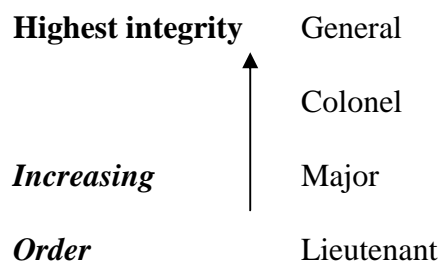 Highest integrity General
Colonel
Increasing Major
Order Lieutenant